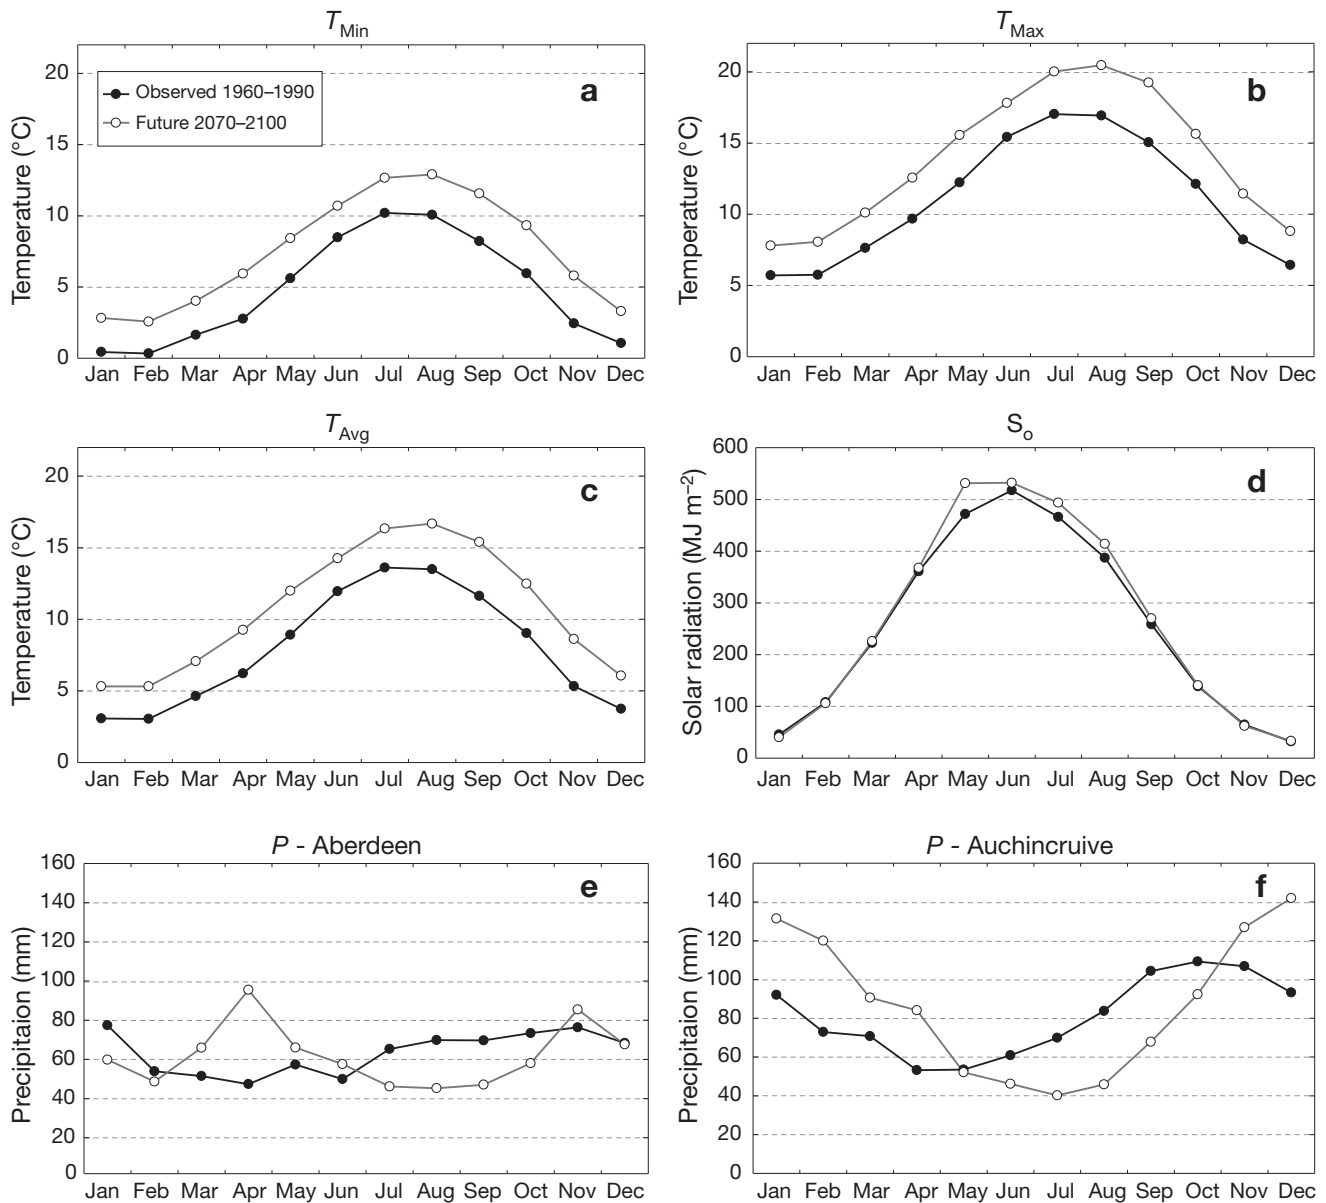 T Min
T Max
20
15
10
5
0
Temperature (°C)
Observed 1960–1990
Future 2070–2100
a
Jan Feb Mar Apr May Jun Jul Aug Sep Oct Nov Dec
20
15
10
5
0
Temperature (°C)
b
Jan Feb Mar Apr May Jun Jul Aug Sep Oct Nov Dec
T Avg
20
15
10
5
0
Temperature (°C)
c
Jan Feb Mar Apr May Jun Jul Aug Sep Oct Nov Dec
So
600
500
400
300
200
100
0
Solar radiation (MJ m–2)
d
Jan Feb Mar Apr May Jun Jul Aug Sep Oct Nov Dec
P - Aberdeen
160
140
120
100
80
60
40
20
0
Precipitaion (mm)
e
Jan Feb Mar Apr May Jun Jul Aug Sep Oct Nov Dec
P - Auchincruive
160
140
120
100
80
60
40
20
0
Precipitaion (mm)
f
Jan Feb Mar Apr May Jun Jul Aug Sep Oct Nov Dec